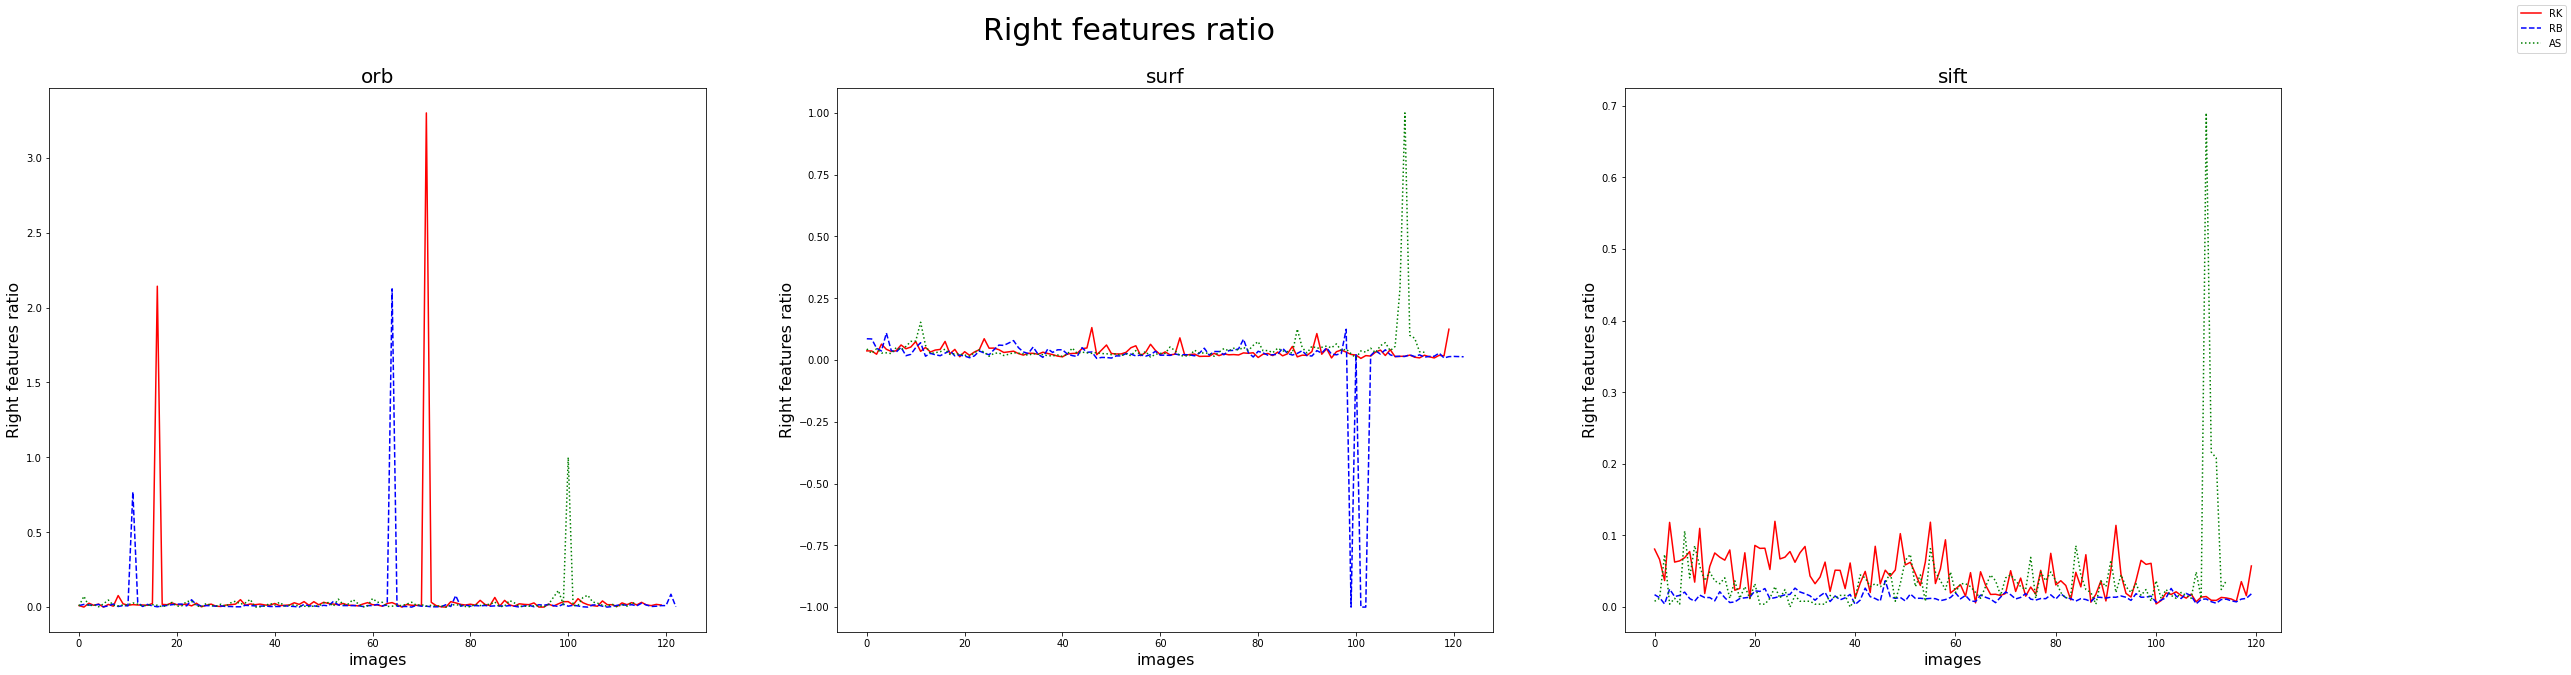 Right features ratio
RK
RB
AS
orb
3.0
2.5
2.0
1.5
1.0
0.5
0.0
Right features ratio
0 20 40 60 80 100 120
images
surf
1.00
0.75
0.50
0.25
0.00
−0.25
−0.50
−0.75
−1.00
Right features ratio
0 20 40 60 80 100 120
images
sift
0.7
0.6
0.5
0.4
0.3
0.2
0.1
0.0
Right features ratio
0 20 40 60 80 100 120
images